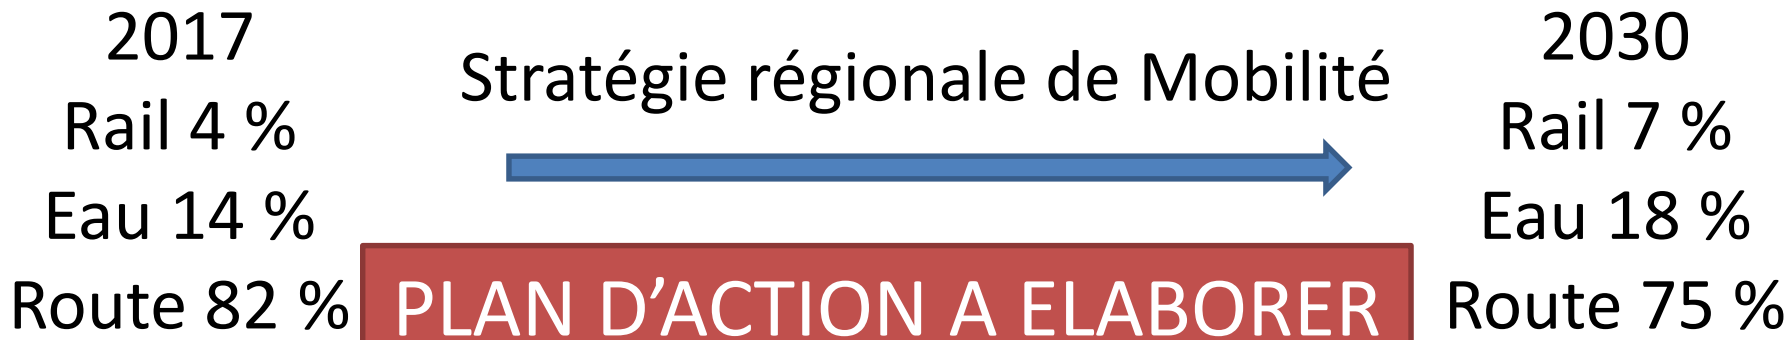 2017
Rail 4 %
Eau 14 %
Route 82 %
Stratégie régionale de Mobilité
PLAN D’ACTION A ELABORER
2030
Rail 7 %
Eau 18 %
Route 75 %